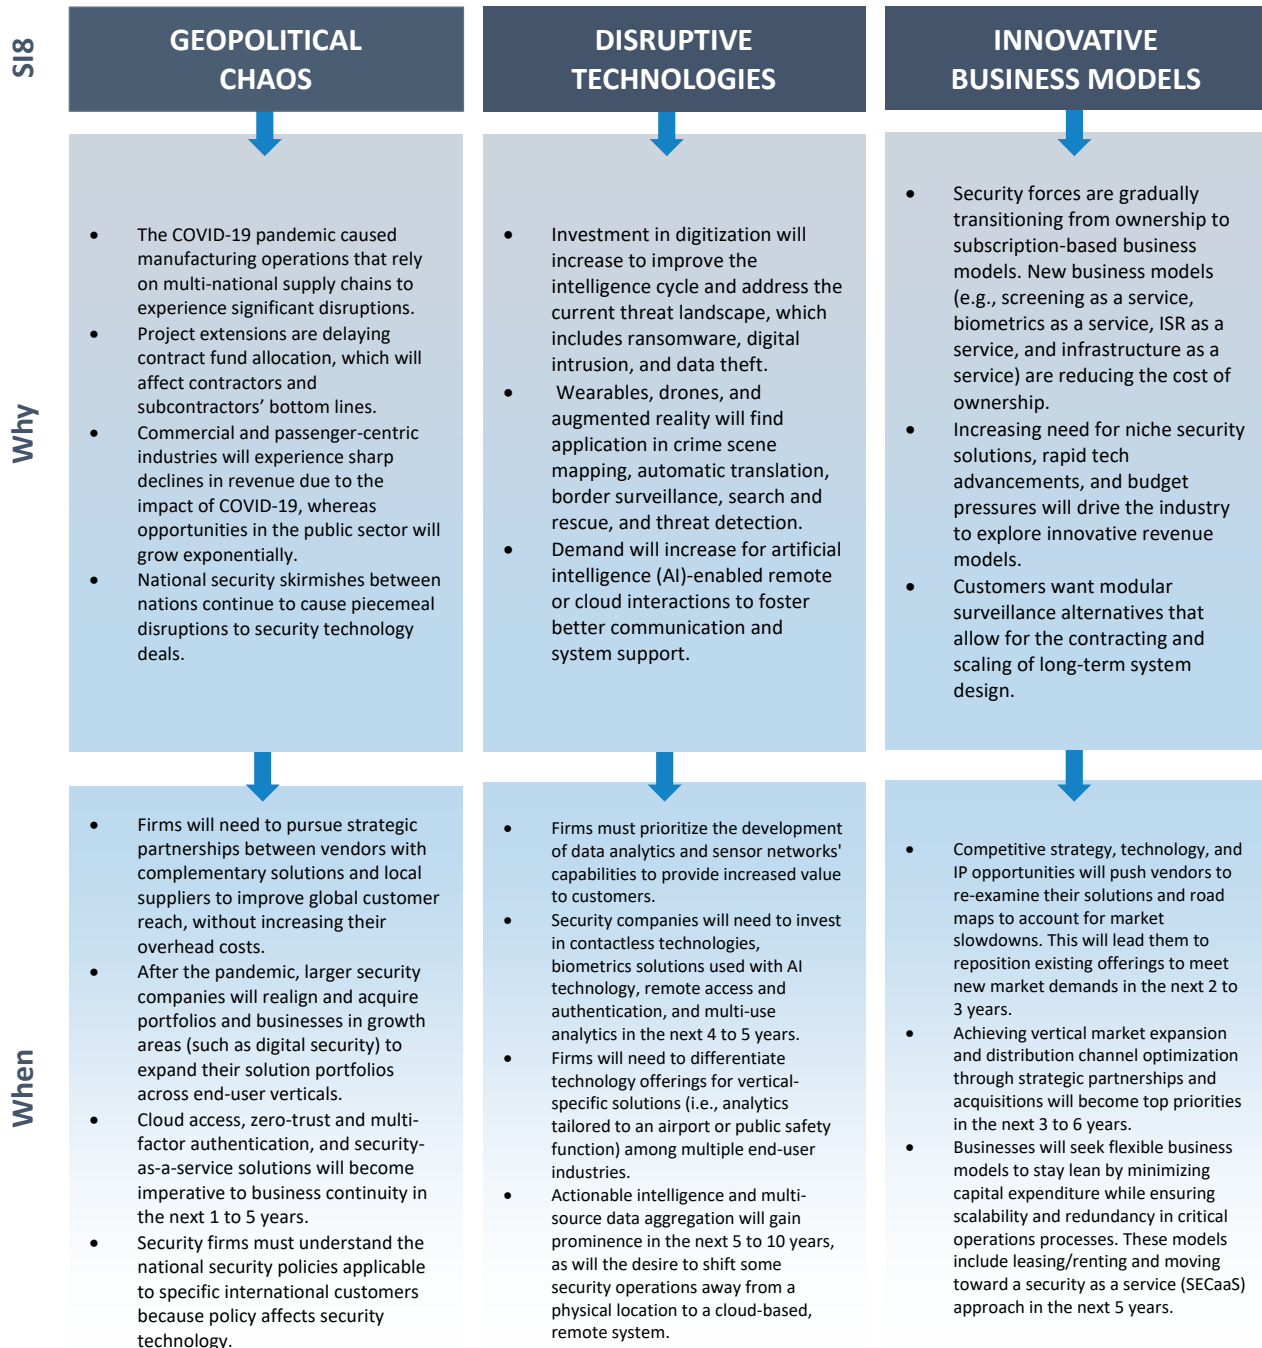 SI8
GEOPOLITICAL
CHAOS
DISRUPTIVE
TECHNOLOGIES
INNOVATIVE
BUSINESS MODELS
Why
• The COVID-19 pandemic caused
manufacturing operations that rely
on multi-national supply chains to
experience significant disruptions.
• Project extensions are delaying
contract fund allocation, which will
affect contractors and
subcontractors’ bottom lines.
• Commercial and passenger-centric
industries will experience sharp
declines in revenue due to the
impact of COVID-19, whereas
opportunities in the public sector will
grow exponentially.
• National security skirmishes between
nations continue to cause piecemeal
disruptions to security technology
deals.
• Investment in digitization will
increase to improve the
intelligence cycle and address the
current threat landscape, which
includes ransomware, digital
intrusion, and data theft.
• Wearables, drones, and
augmented reality will find
application in crime scene
mapping, automatic translation,
border surveillance, search and
rescue, and threat detection.
• Demand will increase for artificial
intelligence (AI)-enabled remote
or cloud interactions to foster
better communication and
system support.
• Security forces are gradually
transitioning from ownership to
subscription-based business
models. New business models
(e.g., screening as a service,
biometrics as a service, ISR as a
service, and infrastructure as a
service) are reducing the cost of
ownership.
• Increasing need for niche security
solutions, rapid tech
advancements, and budget
pressures will drive the industry
to explore innovative revenue
models.
• Customers want modular
surveillance alternatives that
allow for the contracting and
scaling of long-term system
design.
When
• Firms will need to pursue strategic
partnerships between vendors with
complementary solutions and local
suppliers to improve global customer
reach, without increasing their
overhead costs.
• After the pandemic, larger security
companies will realign and acquire
portfolios and businesses in growth
areas (such as digital security) to
expand their solution portfolios
across end-user verticals.
• Cloud access, zero-trust and multi-
factor authentication, and security-
as-a-service solutions will become
imperative to business continuity in
the next 1 to 5 years.
• Security firms must understand the
national security policies applicable
to specific international customers
because policy affects security
technology.
• Firms must prioritize the development
of data analytics and sensor networks'
capabilities to provide increased value
to customers.
• Security companies will need to invest
in contactless technologies,
biometrics solutions used with AI
technology, remote access and
authentication, and multi-use
analytics in the next 4 to 5 years.
• Firms will need to differentiate
technology offerings for vertical-
specific solutions (i.e., analytics
tailored to an airport or public safety
function) among multiple end-user
industries.
• Actionable intelligence and multi-
source data aggregation will gain
prominence in the next 5 to 10 years,
as will the desire to shift some
security operations away from a
physical location to a cloud-based,
remote system.
• Competitive strategy, technology, and
IP opportunities will push vendors to
re-examine their solutions and road
maps to account for market
slowdowns. This will lead them to
reposition existing offerings to meet
new market demands in the next 2 to
3 years.
• Achieving vertical market expansion
and distribution channel optimization
through strategic partnerships and
acquisitions will become top priorities
in the next 3 to 6 years.
• Businesses will seek flexible business
models to stay lean by minimizing
capital expenditure while ensuring
scalability and redundancy in critical
operations processes. These models
include leasing/renting and moving
toward a security as a service (SECaaS)
approach in the next 5 years.